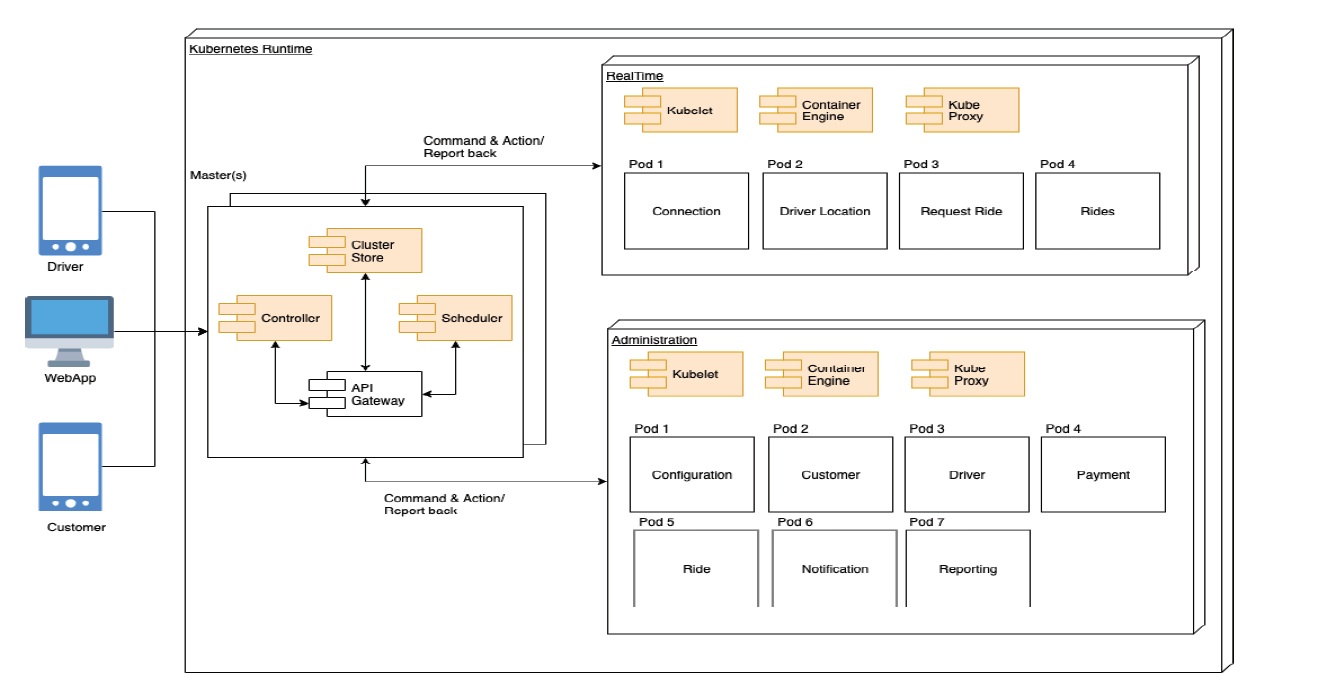 Kubernetes Runtime
RealTime
Kubelet
Container
Engine
Kube
Proxy
Command & Action/
Report back
Pod 1
Pod 2
Pod 3
Pod 4
Connection
Driver Location
Request Ride
Rides
Master(s)
Cluster
Store
Controller
Scheduler
API
Gateway
Driver
WebApp
Customer
Command & Action/
Report back
Administration
Kubelet
Container
Engine
Kube
Proxy
Pod 1
Pod 2
Pod 3
Pod 4
Configuration
Customer
Driver
Payment
Pod 5
Pod 6
Pod 7
Ride
Notification
Reporting